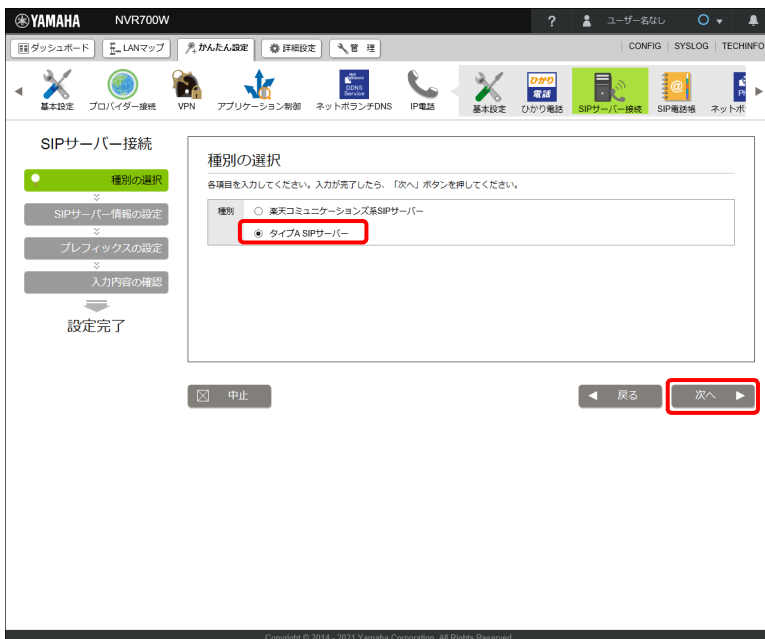 YAMAHA NVR700W ? ユーザー名なし
ダッシュボード LANマップ かんたん設定 詳細設定 管 理 CONFIG | SYSLOG | TECHINFO
基本設定 プロバイダー接続 VPN アプリケーション制御 DDNS Service ネットボランチDNS IP電話 基本設定 ひかり電話 ひかり電話 SIPサーバー接続 @ SIP電話帳 ネットボ
SIPサーバー接続
種別の選択
SIPサーバー情報の設定
プレフィックスの設定
入力内容の確認
設定完了
種別の選択
各項目を入力してください。入力が完了したら、「次へ」ボタンを押してください。
種別 楽天コミュニケーションズ系SIPサーバー
タイプA SIPサーバー
中止 戻る 次へ
Copyright © 2014 - 2021 Yamaha Corporation. All Rights Reserved.